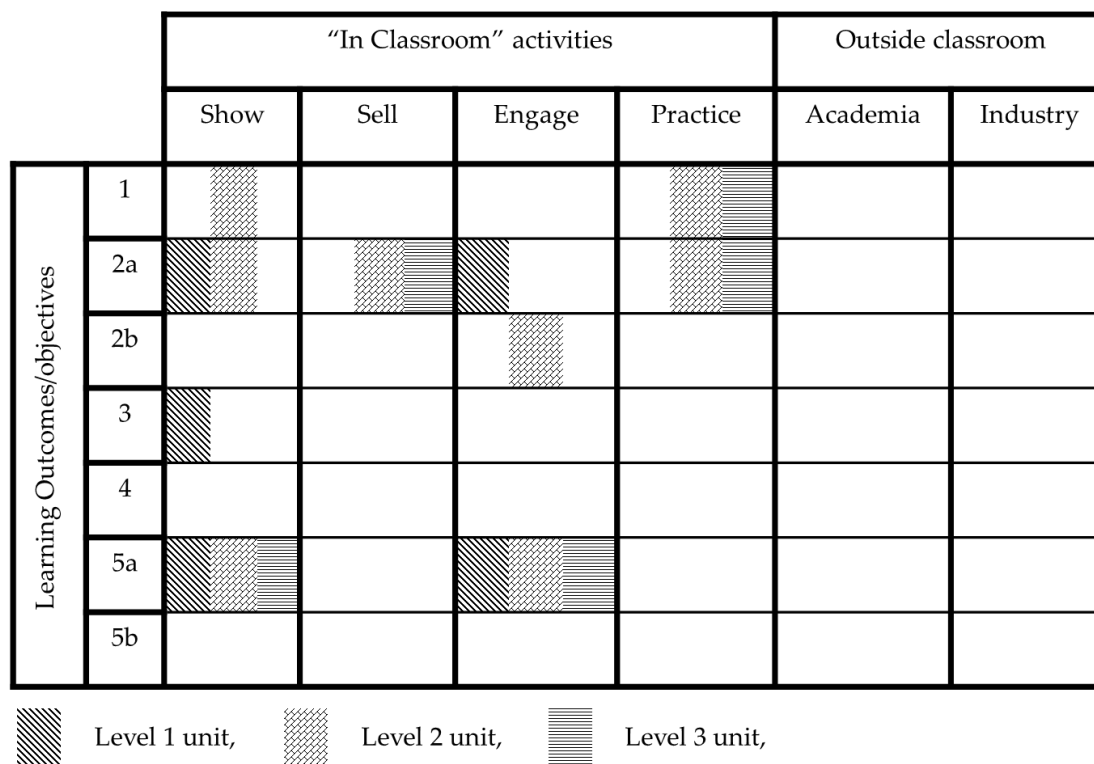 “In Classroom” activities Outside classroom
Show Sell Engage Practice Academia Industry
Learning Outcomes/objectives
1
2a
2b
3
4
5a
5b
Level 1 unit, Level 2 unit, Level 3 unit,